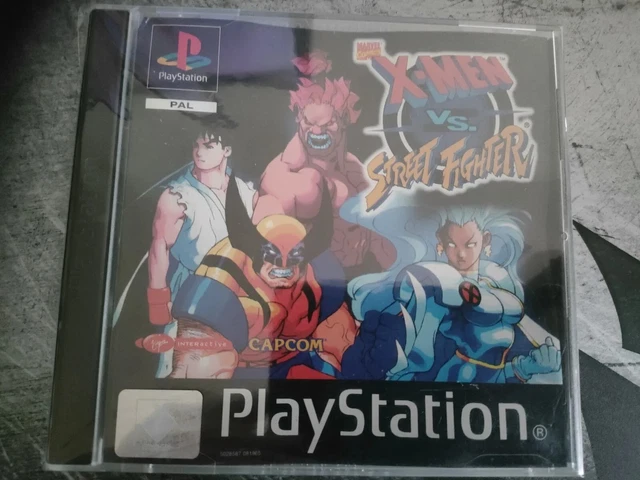 PlayStation
PAL
MARVEL
X-MEN
VS.
STREET FIGHTER
Virgin INTERACTIVE
CAPCOM
PlayStation®